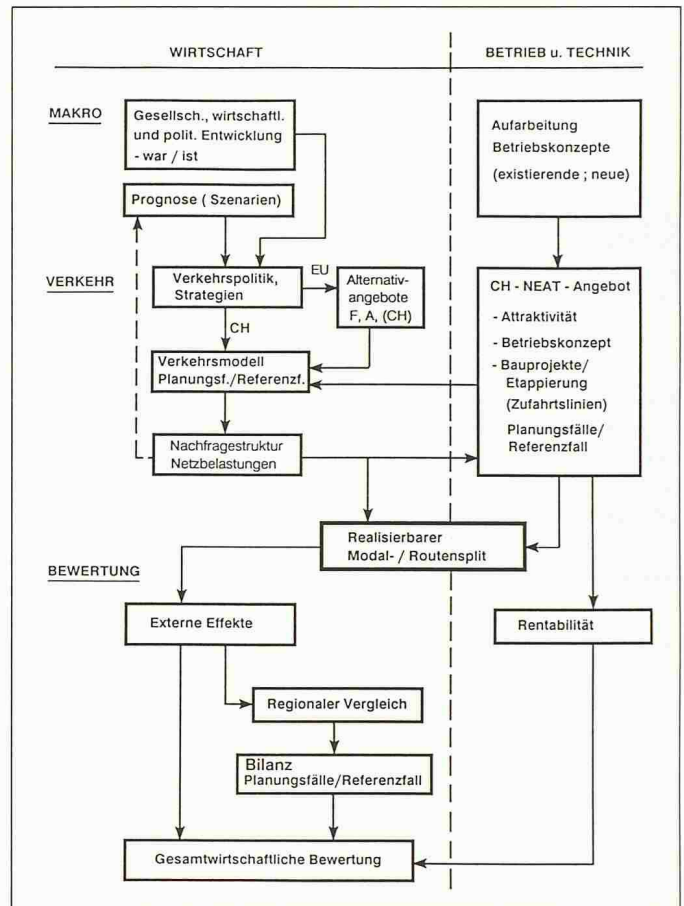 WIRTSCHAFT
BETRIEB u. TECHNIK
MAKRO
Gesellsch., wirtschaftl.
und polit. Entwicklung
- war / ist
Aufarbeitung
Betriebskonzepte
(existierende ; neue)
Prognose ( Szenarien)
VERKEHR
Verkehrspolitik,
Strategien
EU
Alternativ-
angebote
F, A, (CH)
CH
Verkehrsmodell
Planungsf./Referenzf.
Nachfragestruktur
Netzbelastungen
CH - NEAT - Angebot
- Attraktivität
- Betriebskonzept
- Bauprojekte/
Etappierung
(Zufahrtslinien)
Planungsfälle/
Referenzfall
Realisierbarer
Modal- / Routensplit
BEWERTUNG
Externe Effekte
Rentabilität
Regionaler Vergleich
Bilanz
Planungsfälle/Referenzfall
Gesamtwirtschaftliche Bewertung